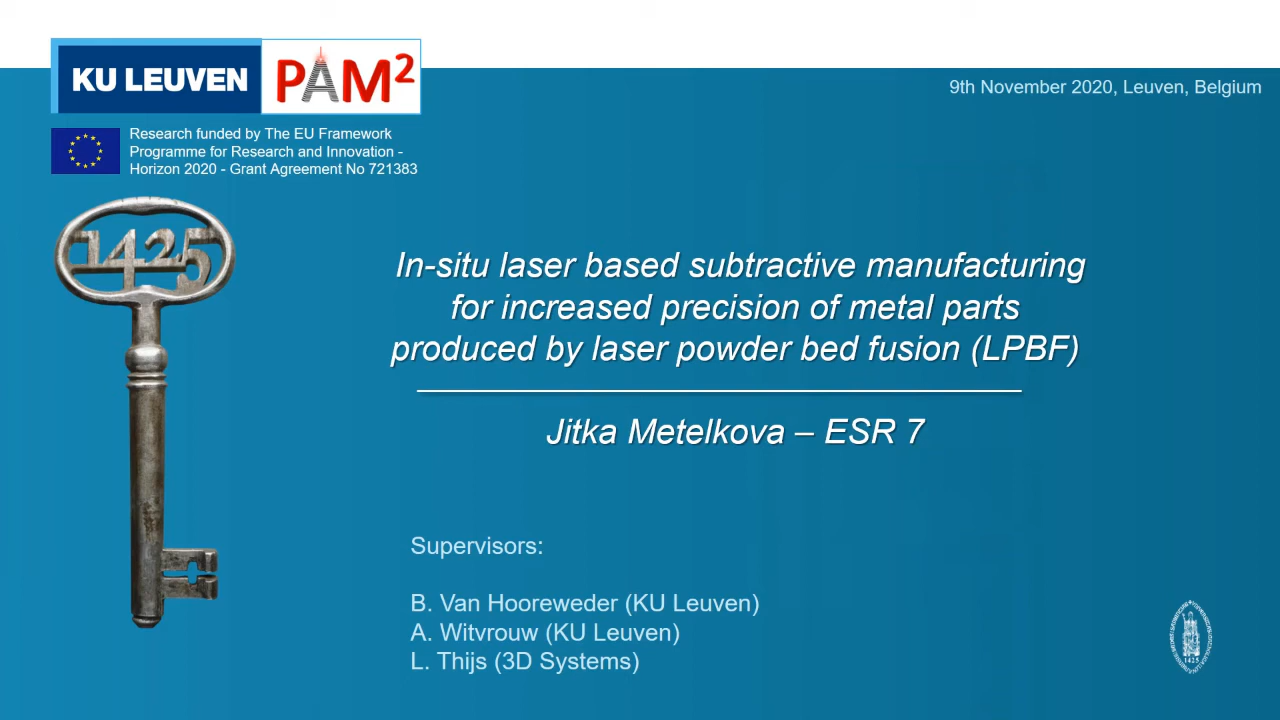 KU LEUVEN
PAM²
9th November 2020, Leuven, Belgium
Research funded by The EU Framework
Programme for Research and Innovation -
Horizon 2020 - Grant Agreement No 721383
1425
In-situ laser based subtractive manufacturing
for increased precision of metal parts
produced by laser powder bed fusion (LPBF)
Jitka Metelkova – ESR 7
Supervisors:
B. Van Hooreweder (KU Leuven)
A. Witvrouw (KU Leuven)
L. Thijs (3D Systems)
1425